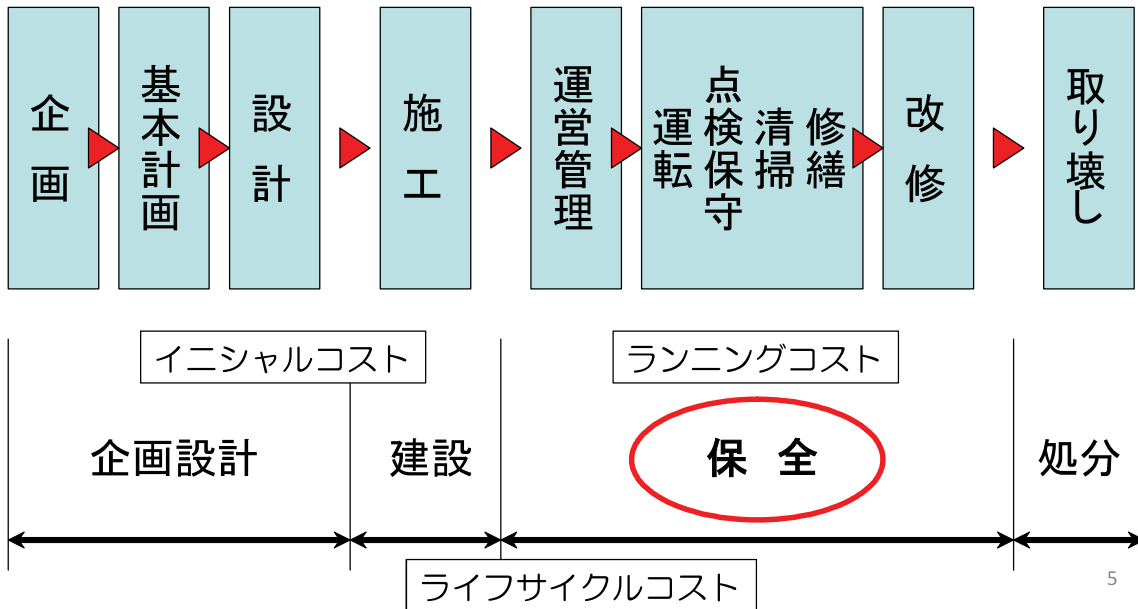 企画
基本計画
設計
施工
運営管理
運転
点検保守
清掃
修繕
改修
取り壊し
イニシャルコスト
ランニングコスト
企画設計
建設
保 全
処分
ライフサイクルコスト
5